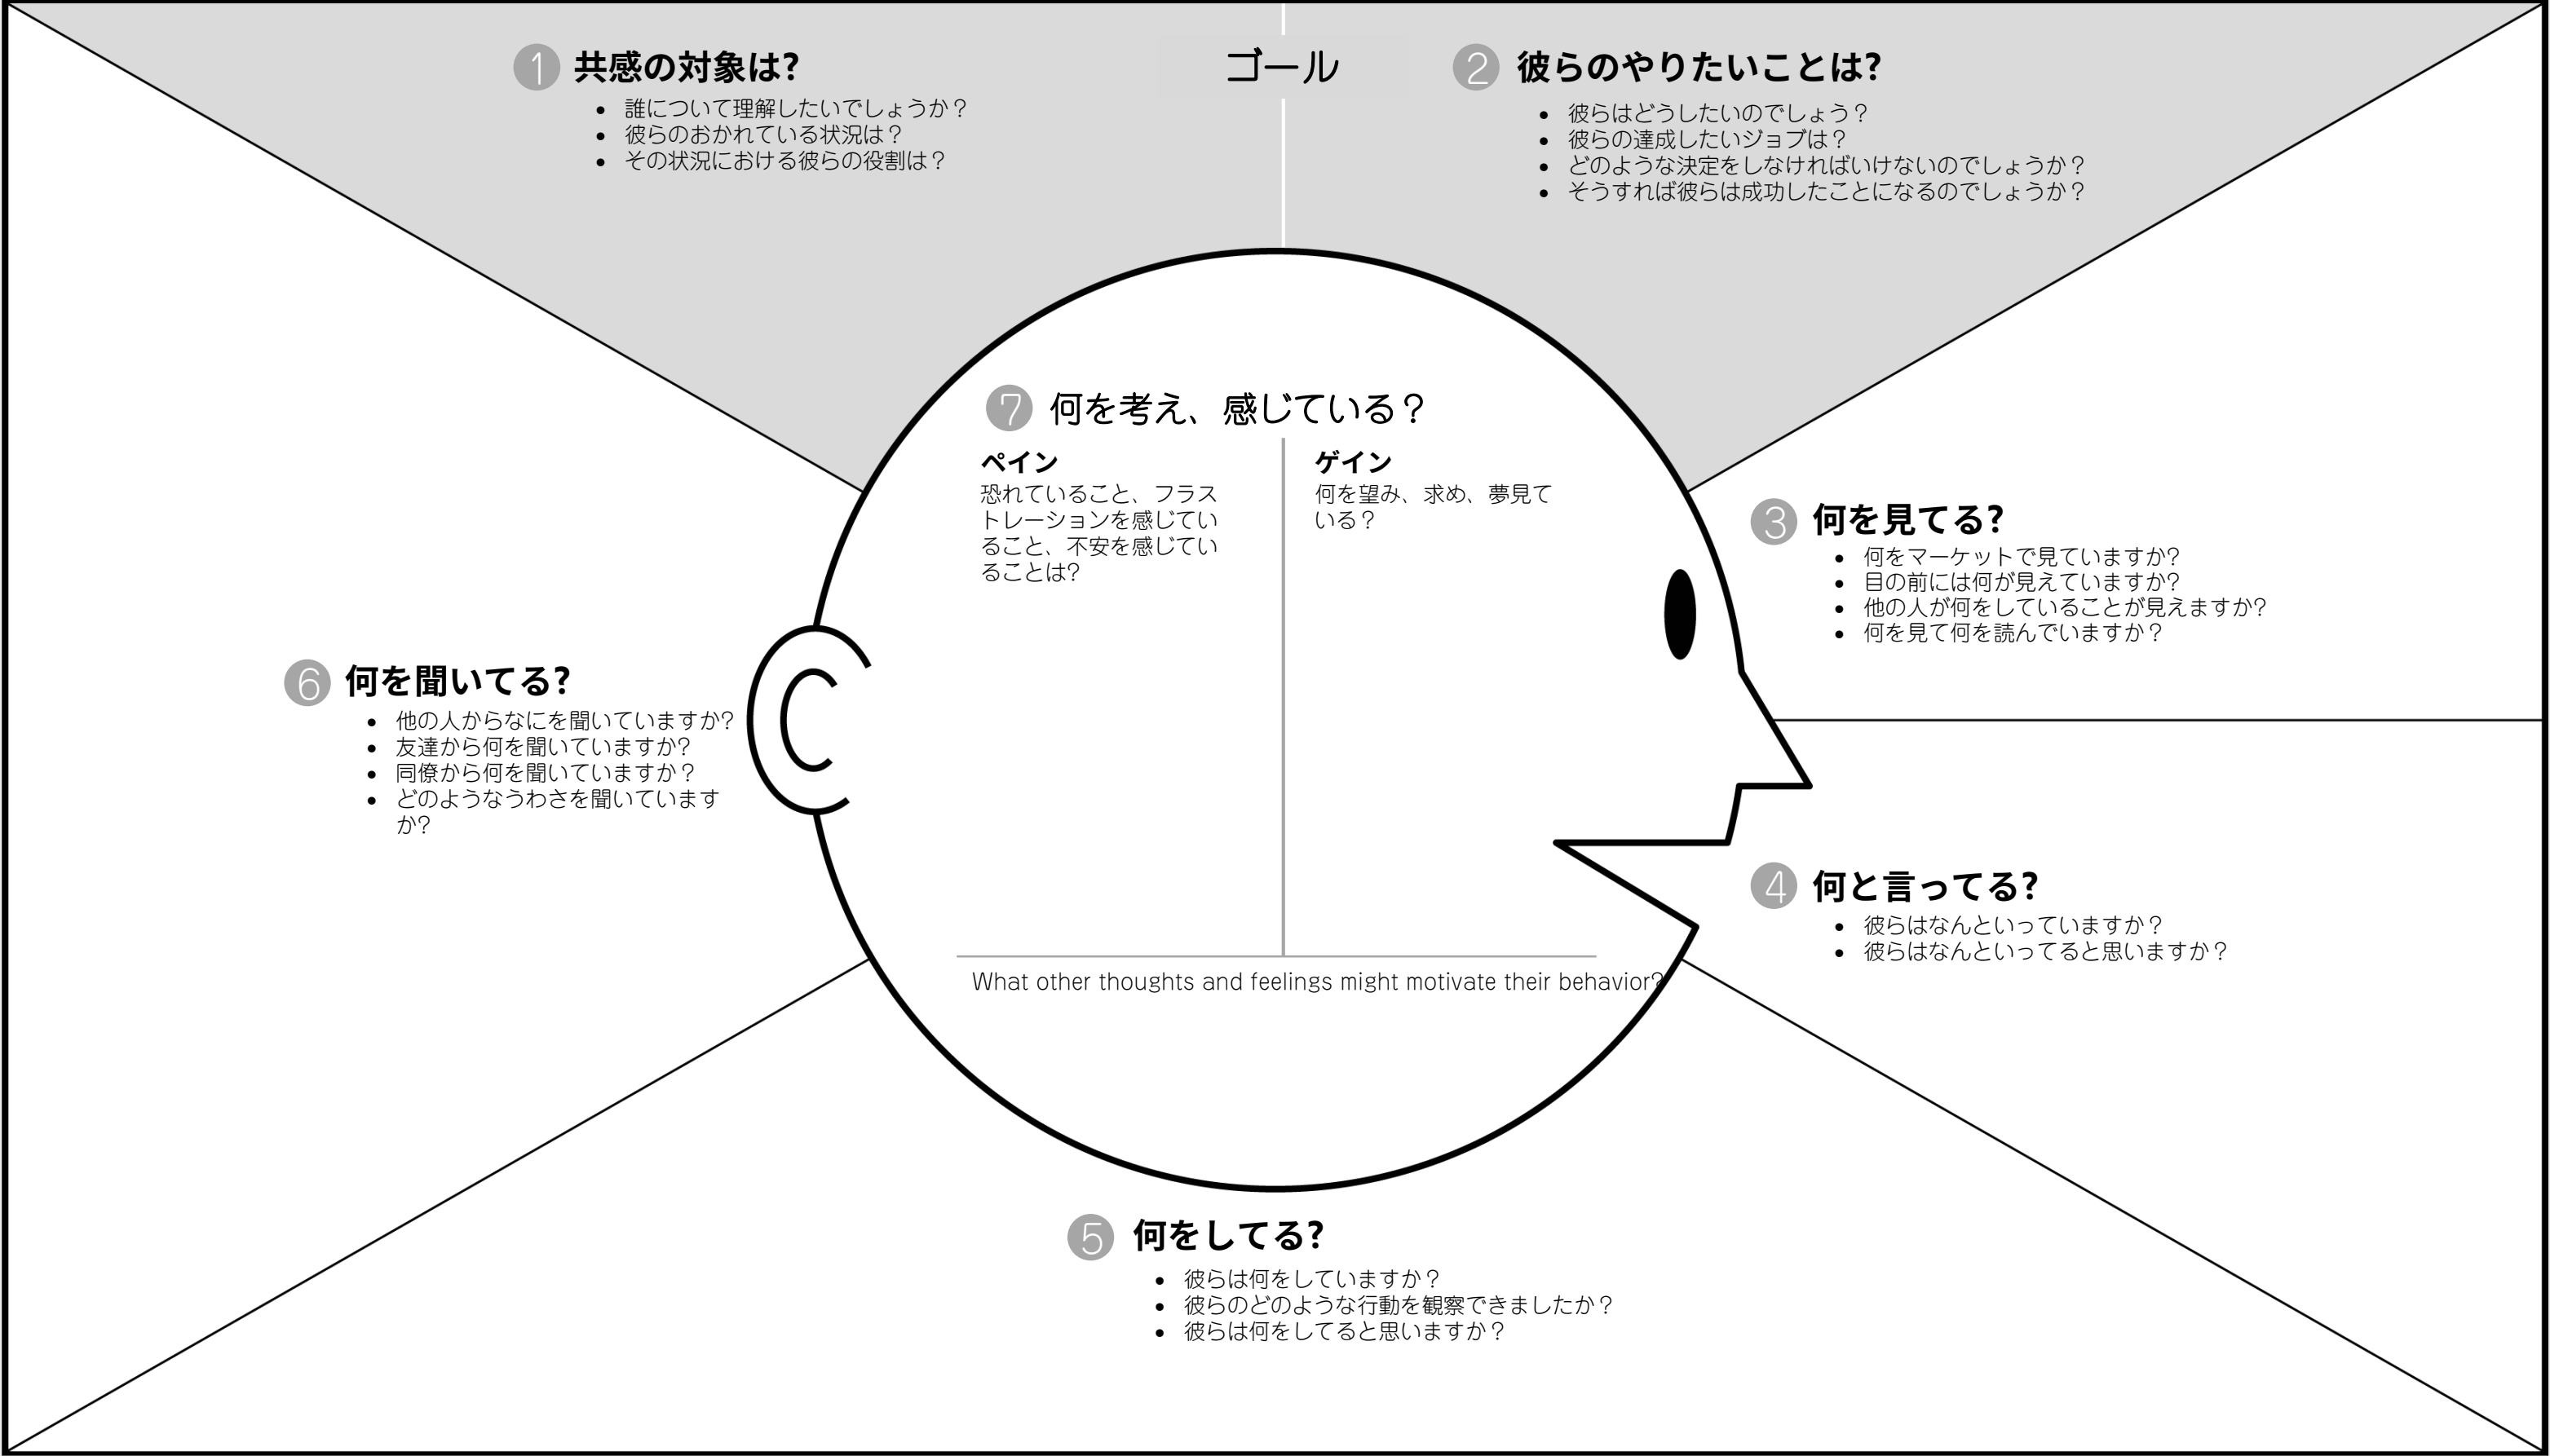 1 共感の対象は?
• 誰について理解したいでしょうか？
• 彼らのおかれている状況は？
• その状況における彼らの役割は？
ゴール
2 彼らのやりたいことは?
• 彼らはどうしたいのでしょう？
• 彼らの達成したいジョブは？
• どのような決定をしなければいけないのでしょうか？
• そうすれば彼らは成功したことになるのでしょうか？
3 何を見てる?
• 何をマーケットで見ていますか?
• 目の前には何が見えていますか?
• 他の人が何をしていることが見えますか?
• 何を見て何を読んでいますか？
4 何と言ってる?
• 彼らはなんといっていますか？
• 彼らはなんといってると思いますか？
5 何をしてる?
• 彼らは何をしていますか？
• 彼らのどのような行動を観察できましたか？
• 彼らは何をしてると思いますか？
6 何を聞いてる?
• 他の人からなにを聞いていますか?
• 友達から何を聞いていますか?
• 同僚から何を聞いていますか？
• どのようなうわさを聞いています
か?
7 何を考え、感じている？
ペイン
恐れていること、フラス
トレーションを感じてい
ること、不安を感じてい
ることは?
ゲイン
何を望み、求め、夢見て
いる？
What other thoughts and feelings might motivate their behavior?